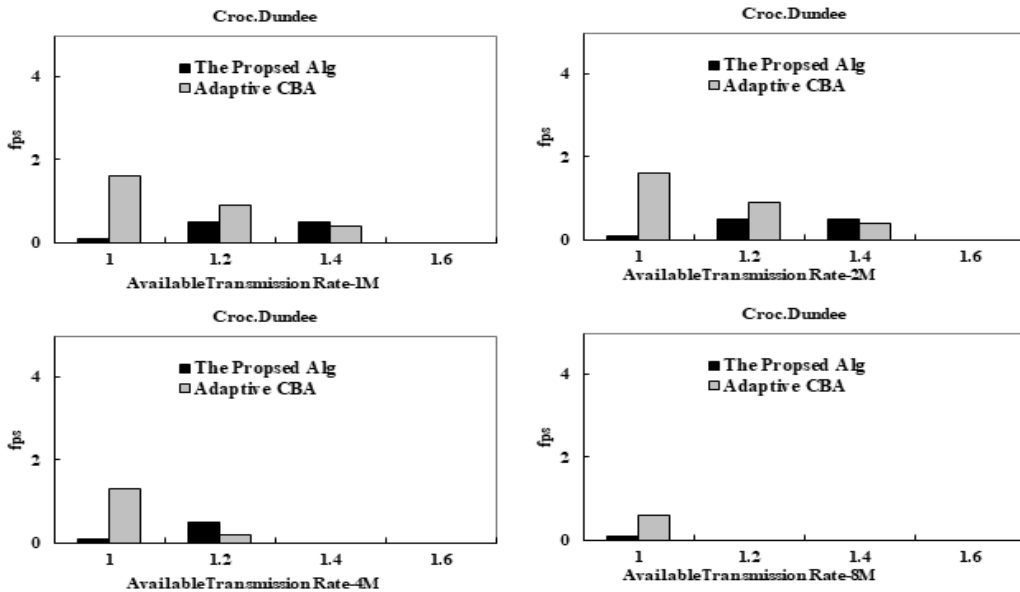 Croc.Dundee
4
2
0
fps
The Propsed Alg
Adaptive CBA
1 1.2 1.4 1.6
AvailableTransmission Rate-1M
Croc.Dundee
4
2
0
fps
The Propsed Alg
Adaptive CBA
1 1.2 1.4 1.6
AvailableTransmission Rate-2M
Croc.Dundee
4
2
0
fps
The Propsed Alg
Adaptive CBA
1 1.2 1.4 1.6
AvailableTransmission Rate-4M
Croc.Dundee
4
2
0
fps
The Propsed Alg
Adaptive CBA
1 1.2 1.4 1.6
AvailableTransmission Rate-8M